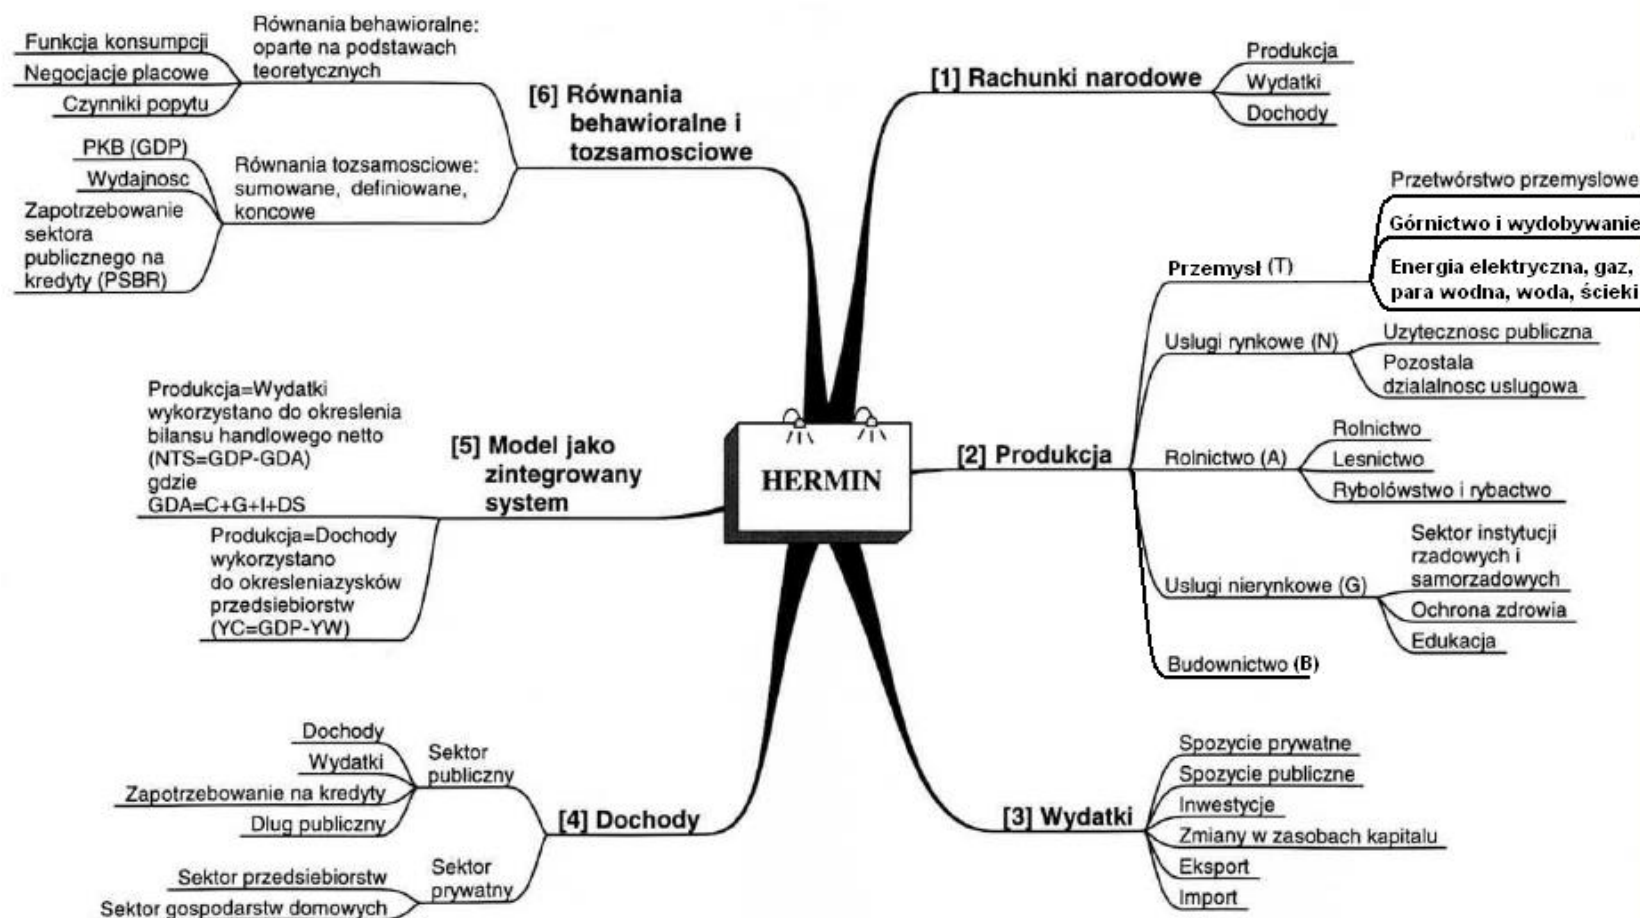 HERMIN
[1] Rachunki narodowe
Produkcja
Wydatki
Dochody
[2] Produkcja
Przemysł (T)
Przetwórstwo przemyslowe
Górnictwo i wydobywanie
Energia elektryczna, gaz,
para wodna, woda, ścieki
Uslugi rynkowe (N)
Uzytecznosc publiczna
Pozostala
dzialalnosc uslugowa
Rolnictwo (A)
Rolnictwo
Lesnictwo
Rybolówstwo i rybactwo
Uslugi nierynkowe (G)
Sektor instytucji
rzadowych i
samorzadowych
Ochrona zdrowia
Edukacja
Budownictwo (B)
[3] Wydatki
Spozycie prywatne
Spozycie publiczne
Inwestycje
Zmiany w zasobach kapitalu
Eksport
Import
[4] Dochody
Sektor
publiczny
Dochody
Wydatki
Zapotrzebowanie na kredyty
Dlug publiczny
Sektor
prywatny
Sektor przedsiebiorstw
Sektor gospodarstw domowych
[5] Model jako
zintegrowany
system
Produkcja=Wydatki
wykorzystano do okreslenia
bilansu handlowego netto
(NTS=GDP-GDA)
gdzie
GDA=C+G+I+DS
Produkcja=Dochody
wykorzystano
do okresleniazysków
przedsiebiorstw
(YC=GDP-YW)
[6] Równania
behawioralne i
tozsamosciowe
Równania behawioralne:
oparte na podstawach
teoretycznych
Funkcja konsumpcji
Negocjacje placowe
Czynniki popytu
Równania tozsamosciowe:
sumowane, definiowane,
koncowe
PKB (GDP)
Wydajnosc
Zapotrzebowanie
sektora
publicznego na
kredyty (PSBR)